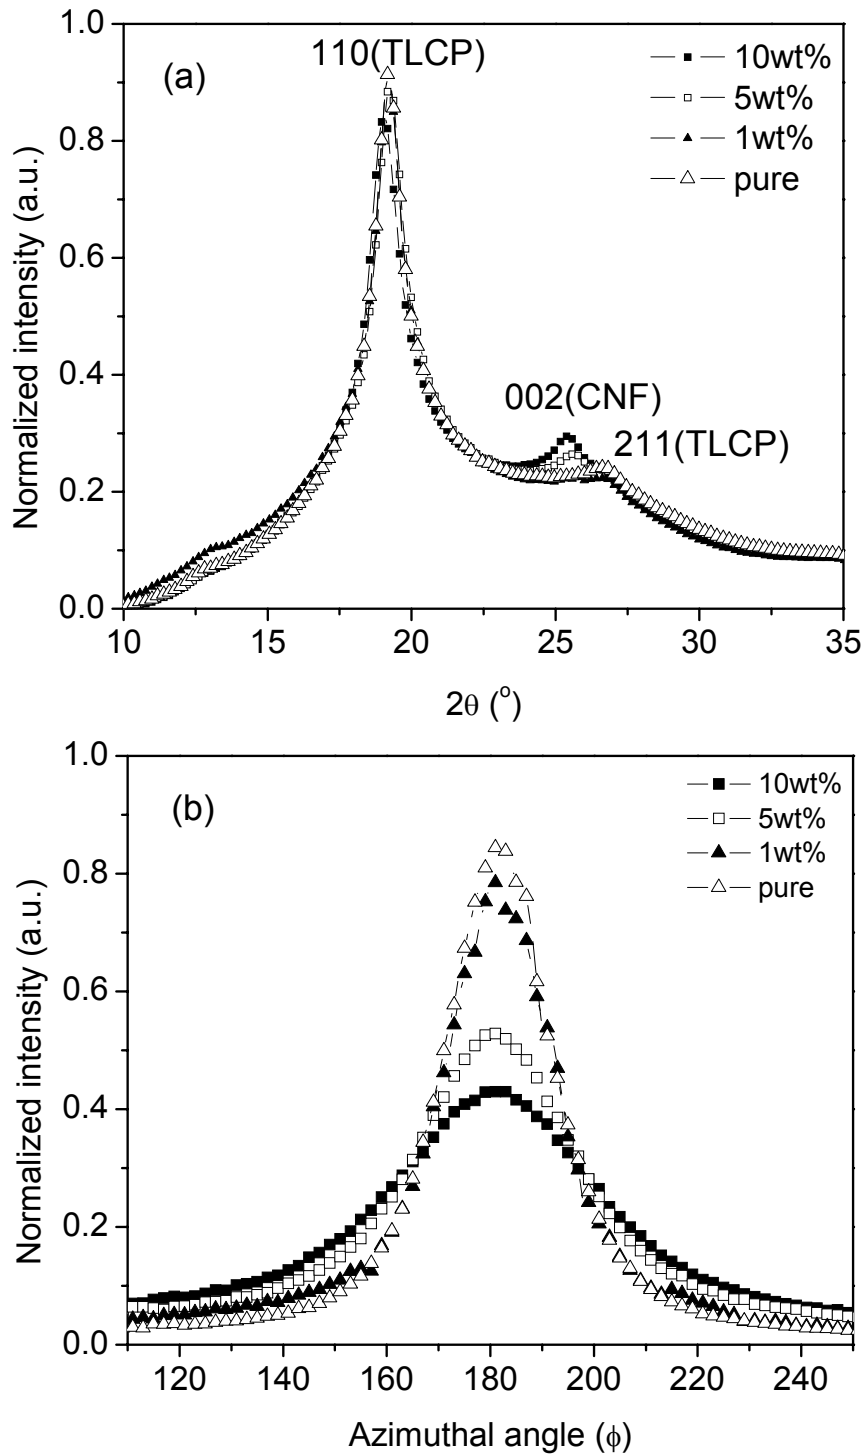 1.0
110(TLCP)
(a)
10wt%
5wt%
1wt%
pure
0.8
0.6
0.4
0.2
0.0
Normalized intensity (a.u.)
002(CNF)
211(TLCP)
10 15 20 25 30 35
2θ (°)
1.0
(b)
10wt%
5wt%
1wt%
pure
0.8
0.6
0.4
0.2
0.0
Normalized intensity (a.u.)
120 140 160 180 200 220 240
Azimuthal angle (ϕ)